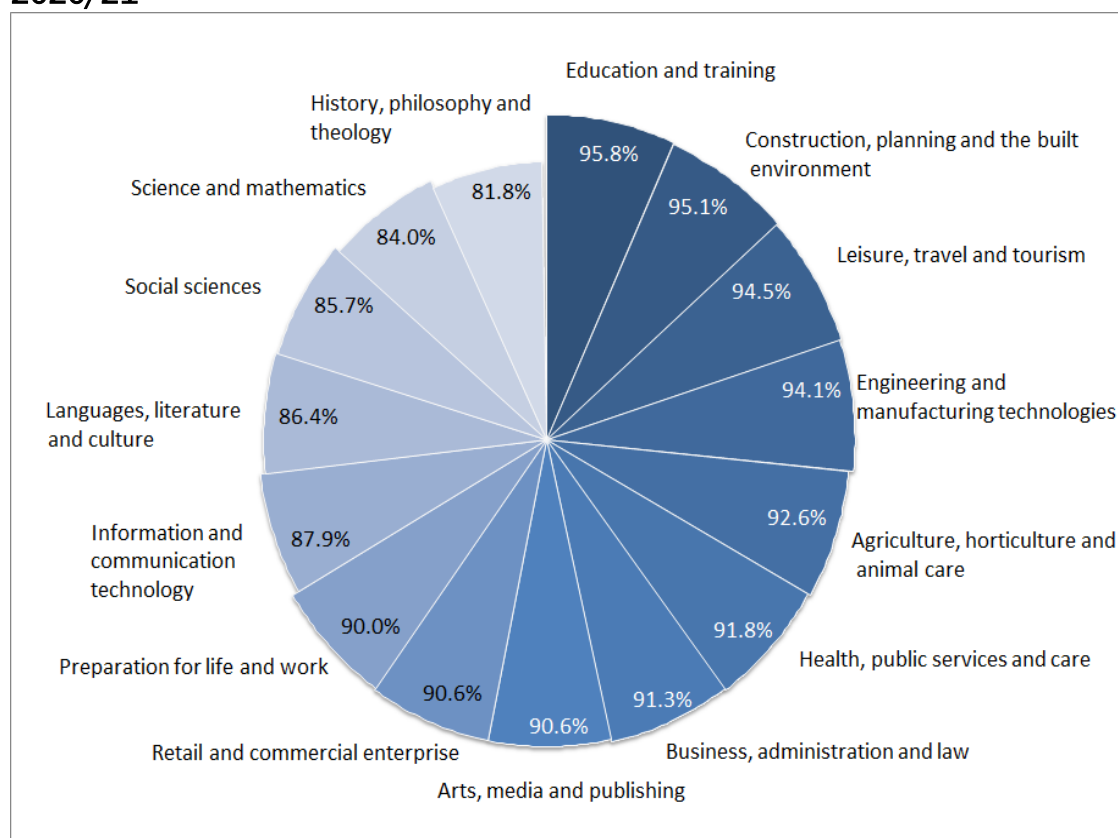 2020/21
Education and training
95.8%
Construction, planning and the built
environment
95.1%
Leisure, travel and tourism
94.5%
Engineering and
manufacturing technologies
94.1%
Agriculture, horticulture and
animal care
92.6%
Health, public services and care
91.8%
Business, administration and law
91.3%
Arts, media and publishing
90.6%
Retail and commercial enterprise
90.6%
Preparation for life and work
90.0%
Information and
communication
technology
87.9%
Languages, literature
and culture
86.4%
Social sciences
85.7%
Science and mathematics
84.0%
History, philosophy and
theology
81.8%